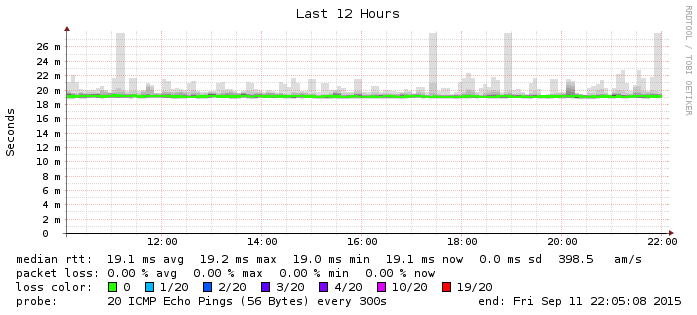 Last 12 Hours
RRDTOOL / TOBI OETIKER
Seconds
26 m
24 m
22 m
20 m
18 m
16 m
14 m
12 m
10 m
8 m
6 m
4 m
2 m
0
12:00 14:00 16:00 18:00 20:00 22:00
median rtt: 19.1 ms avg 19.2 ms max 19.0 ms min 19.1 ms now 0.0 ms sd 398.5 am/s
packet loss: 0.00 % avg 0.00 % max 0.00 % min 0.00 % now
loss color: 0 1/20 2/20 3/20 4/20 10/20 19/20
probe: 20 ICMP Echo Pings (56 Bytes) every 300s end: Fri Sep 11 22:05:08 2015